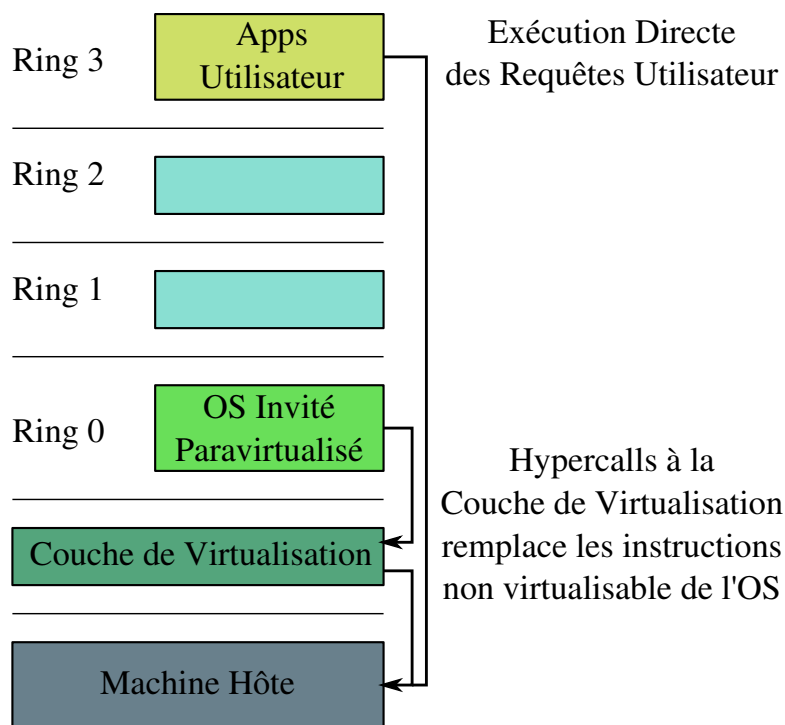 Ring 3
Apps
Utilisateur
Exécution Directe
des Requêtes Utilisateur
Ring 2
Ring 1
Ring 0
OS Invité
Paravirtualisé
Hypercalls à la
Couche de Virtualisation
remplace les instructions
non virtualisable de l'OS
Couche de Virtualisation
Machine Hôte